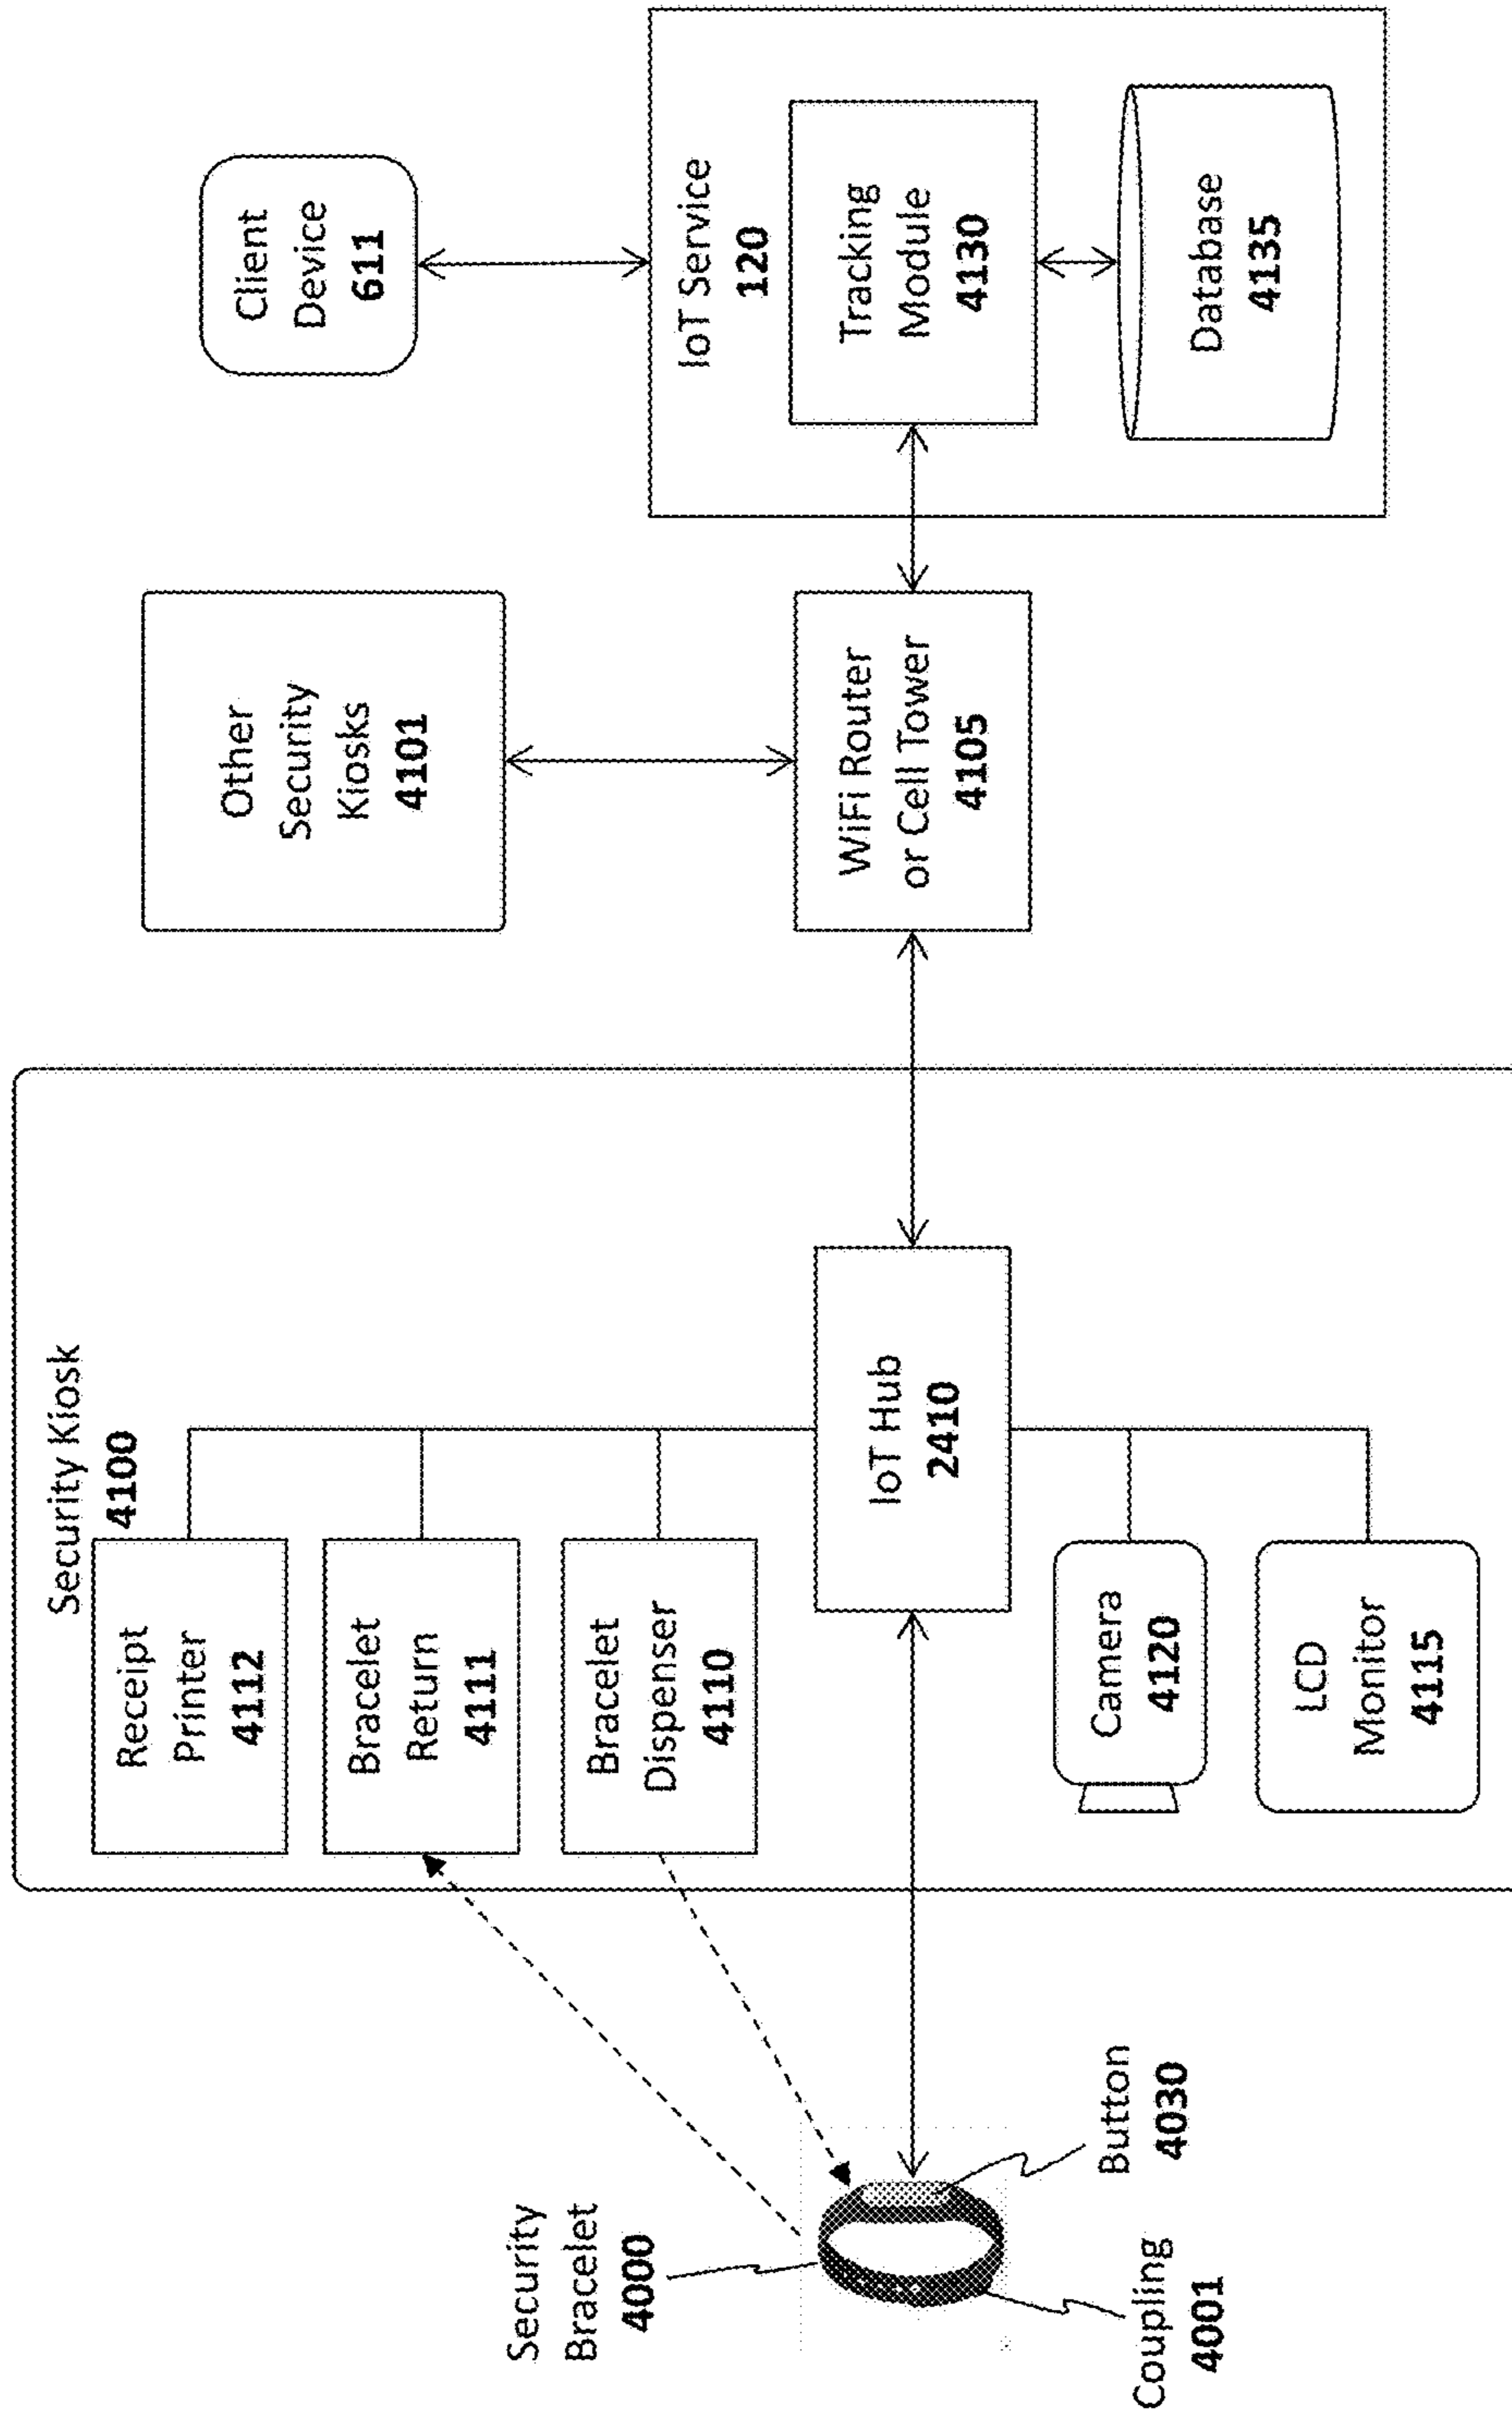 Security
Bracelet
4000
Coupling
4001
Button
4030
Security Kiosk
4100
Receipt
Printer
4112
Bracelet
Return
4111
Bracelet
Dispenser
4110
IoT Hub
2410
Camera
4120
LCD
Monitor
4115
Other
Security
Kiosks
4101
WiFi Router
or Cell Tower
4105
Client
Device
611
IoT Service
120
Tracking
Module
4130
Database
4135